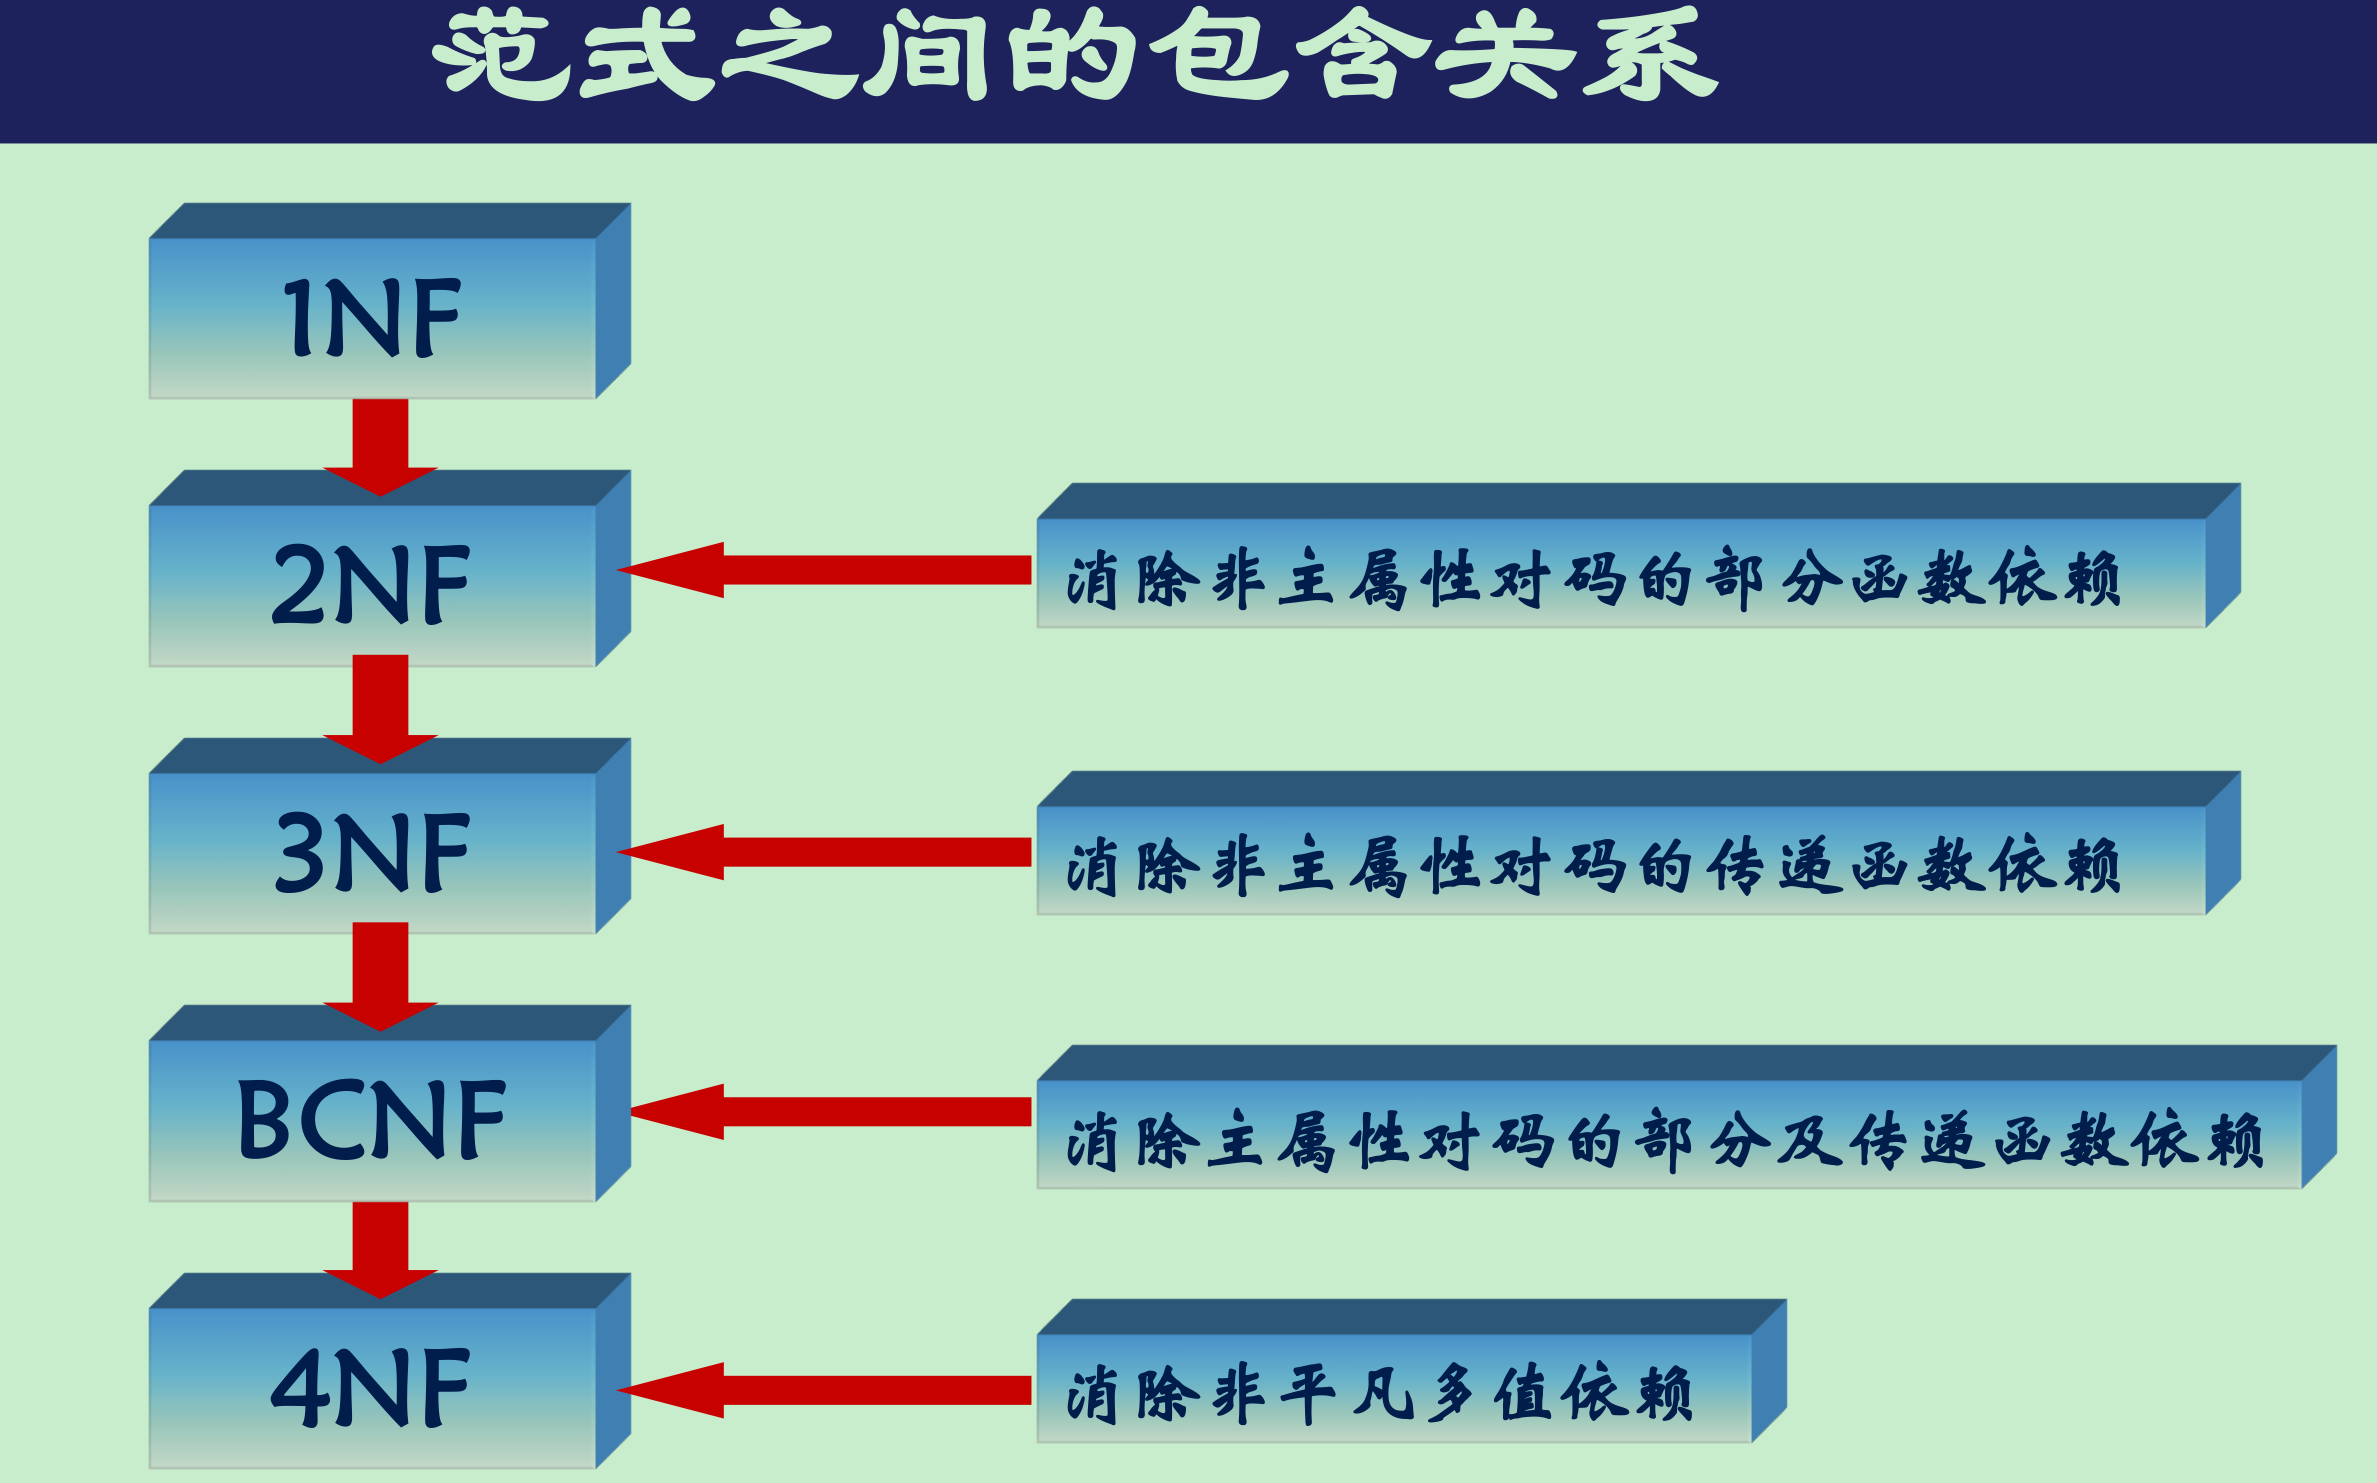 范式之间的包含关系
1NF
2NF
消除非主属性对码的部分函数依赖
3NF
消除非主属性对码的传递函数依赖
BCNF
消除主属性对码的部分及传递函数依赖
4NF
消除非平凡多值依赖